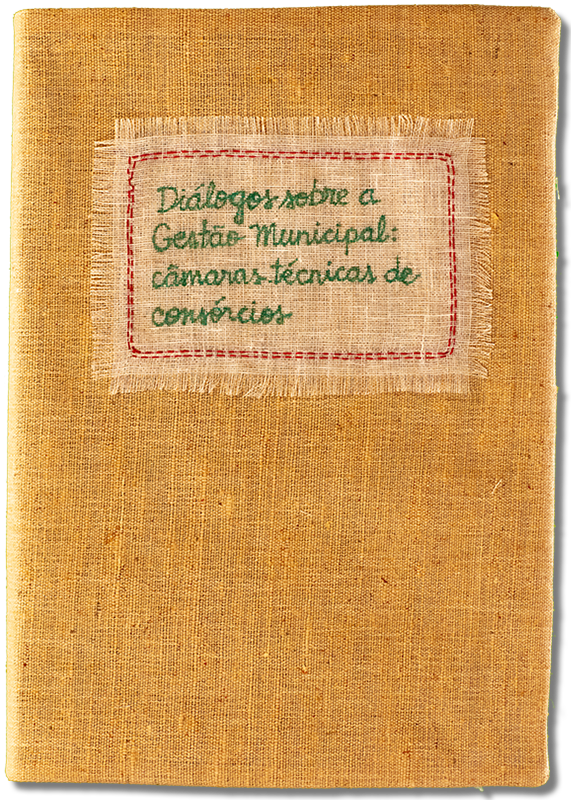 Diálogos sobre a
Gestão Municipal:
câmaras técnicas de
consórcios